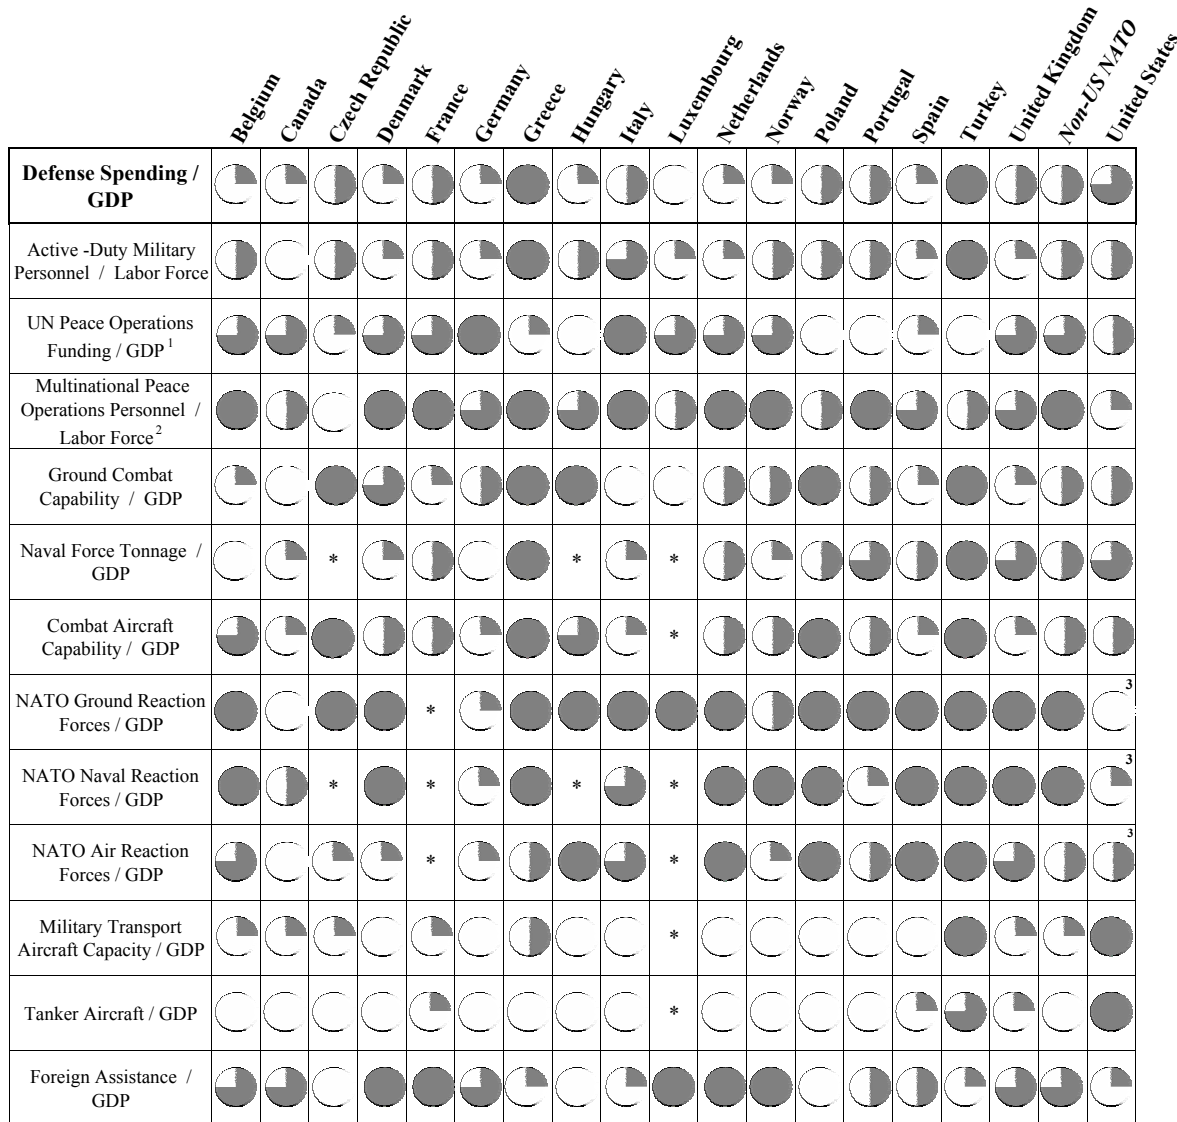 Belgium
Canada
Czech Republic
Denmark
France
Germany
Greece
Hungary
Italy
Luxembourg
Netherlands
Norway
Poland
Portugal
Spain
Turkey
United Kingdom
Non-US NATO
United States
Defense Spending /
GDP
Active -Duty Military
Personnel / Labor Force
UN Peace Operations
Funding / GDP 1
Multinational Peace
Operations Personnel /
Labor Force 2
Ground Combat
Capability / GDP
Naval Force Tonnage /
GDP
* * *
Combat Aircraft
Capability / GDP
*
NATO Ground Reaction
Forces / GDP
* 3
NATO Naval Reaction
Forces / GDP
* * * * 3
NATO Air Reaction
Forces / GDP
* * 3
Military Transport
Aircraft Capacity / GDP
*
Tanker Aircraft / GDP
*
Foreign Assistance /
GDP